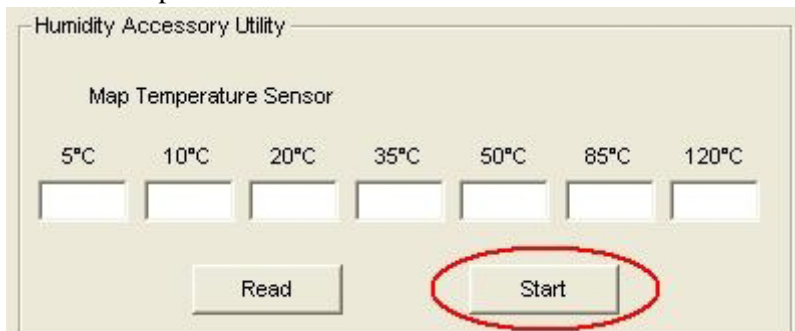 Humidity Accessory Utility
Map Temperature Sensor
5°C 10°C 20°C 35°C 50°C 85°C 120°C
Read Start